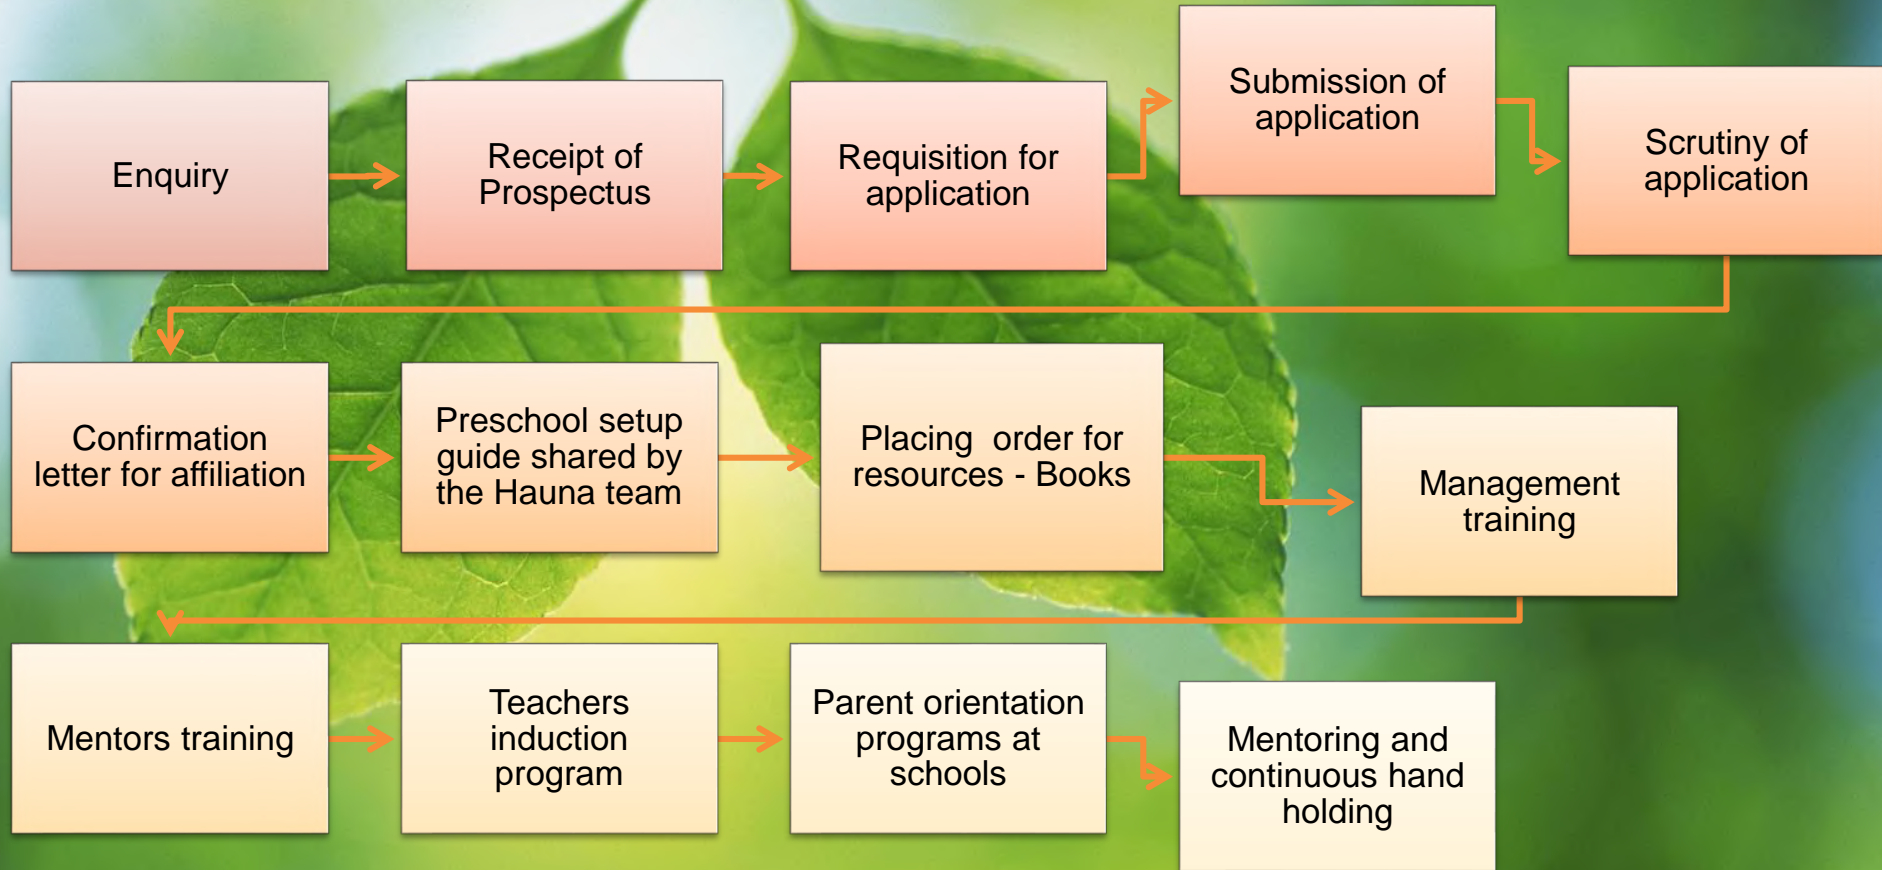 Enquiry
Receipt of
Prospectus
Requisition for
application
Submission of
application
Scrutiny of
application
Confirmation
letter for affiliation
Preschool setup
guide shared by
the Hauna team
Placing  order for
resources - Books
Management
training
Mentors training
Teachers
induction
program
Parent orientation
programs at
schools
Mentoring and
continuous hand
holding